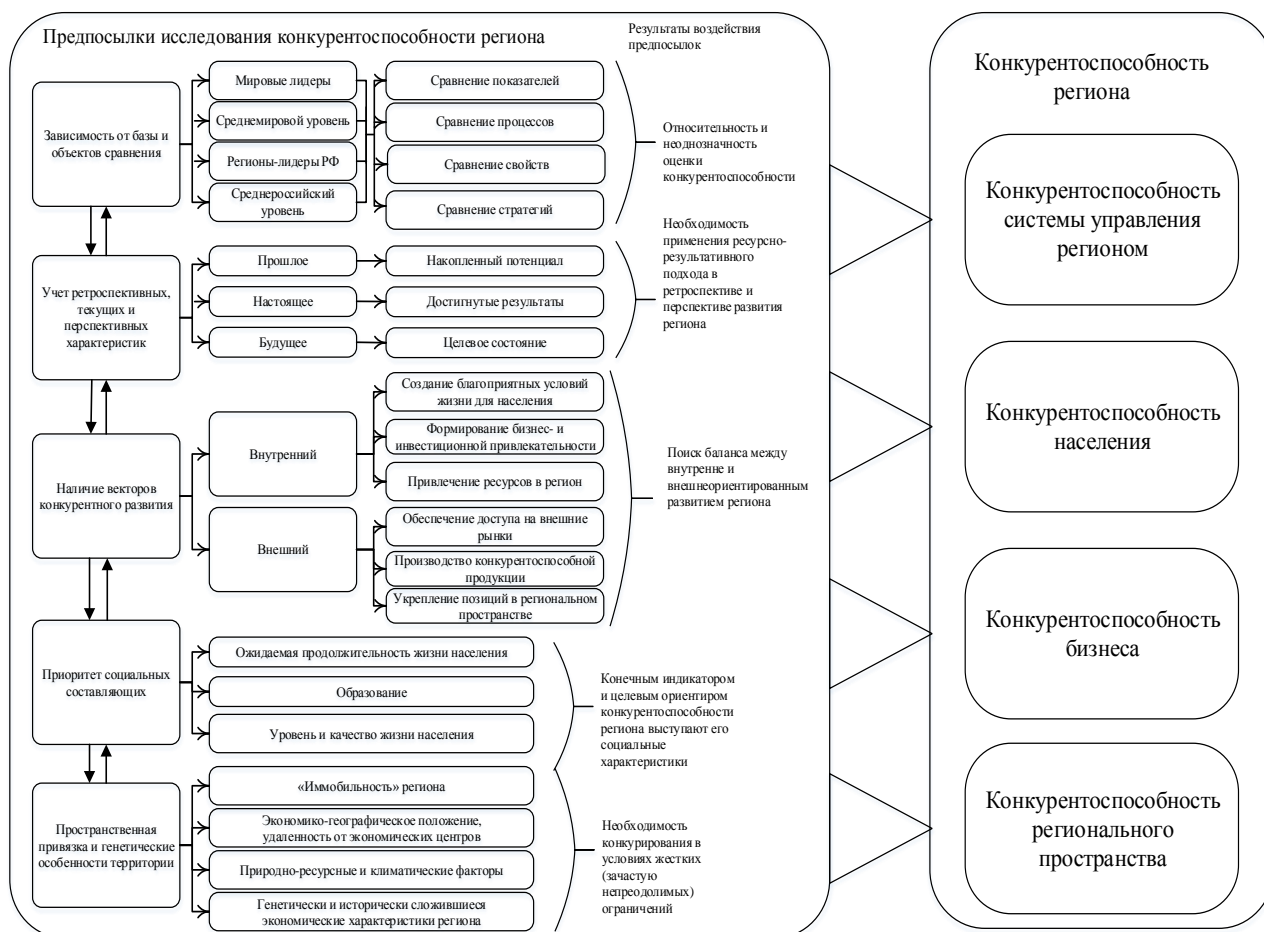 Предпосылки исследования конкурентоспособности региона
Результаты воздействия
предпосылок
Зависимость от базы и
объектов сравнения
Мировые лидеры
Среднемировой уровень
Регионы-лидеры РФ
Среднероссийский
уровень
Сравнение показателей
Сравнение процессов
Сравнение свойств
Сравнение стратегий
Относительность и
неоднозначность
оценки
конкурентоспособности
Учет ретроспективных,
текущих и
перспективных
характеристик
Прошлое
Настоящее
Будущее
Накопленный потенциал
Достигнутые результаты
Целевое состояние
Необходимость
применения ресурсно-
результативного
подхода в
ретроспективе и
перспективе развития
региона
Наличие векторов
конкурентного развития
Внутренний
Внешний
Создание благоприятных условий
жизни для населения
Формирование бизнес- и
инвестиционной привлекательности
Привлечение ресурсов в регион
Обеспечение доступа на внешние
рынки
Производство конкурентоспособной
продукции
Укрепление позиций в региональном
пространстве
Поиск баланса между
внутренне и
внешнеориентированным
развитием региона
Приоритет социальных
составляющих
Ожидаемая продолжительность жизни населения
Образование
Уровень и качество жизни населения
Конечным индикатором
и целевым ориентиром
конкурентоспособности
региона выступают его
социальные
характеристики
Пространственная
привязка и генетические
особенности территории
«Иммобильность» региона
Экономико-географическое положение,
удаленность от экономических центров
Природно-ресурсные и климатические факторы
Генетически и исторически сложившиеся
экономические характеристики региона
Необходимость
конкурирования в
условиях жестких
(зачастую
непреодолимых)
ограничений
Конкурентоспособность
региона
Конкурентоспособность
системы управления
регионом
Конкурентоспособность
населения
Конкурентоспособность
бизнеса
Конкурентоспособность
регионального
пространства